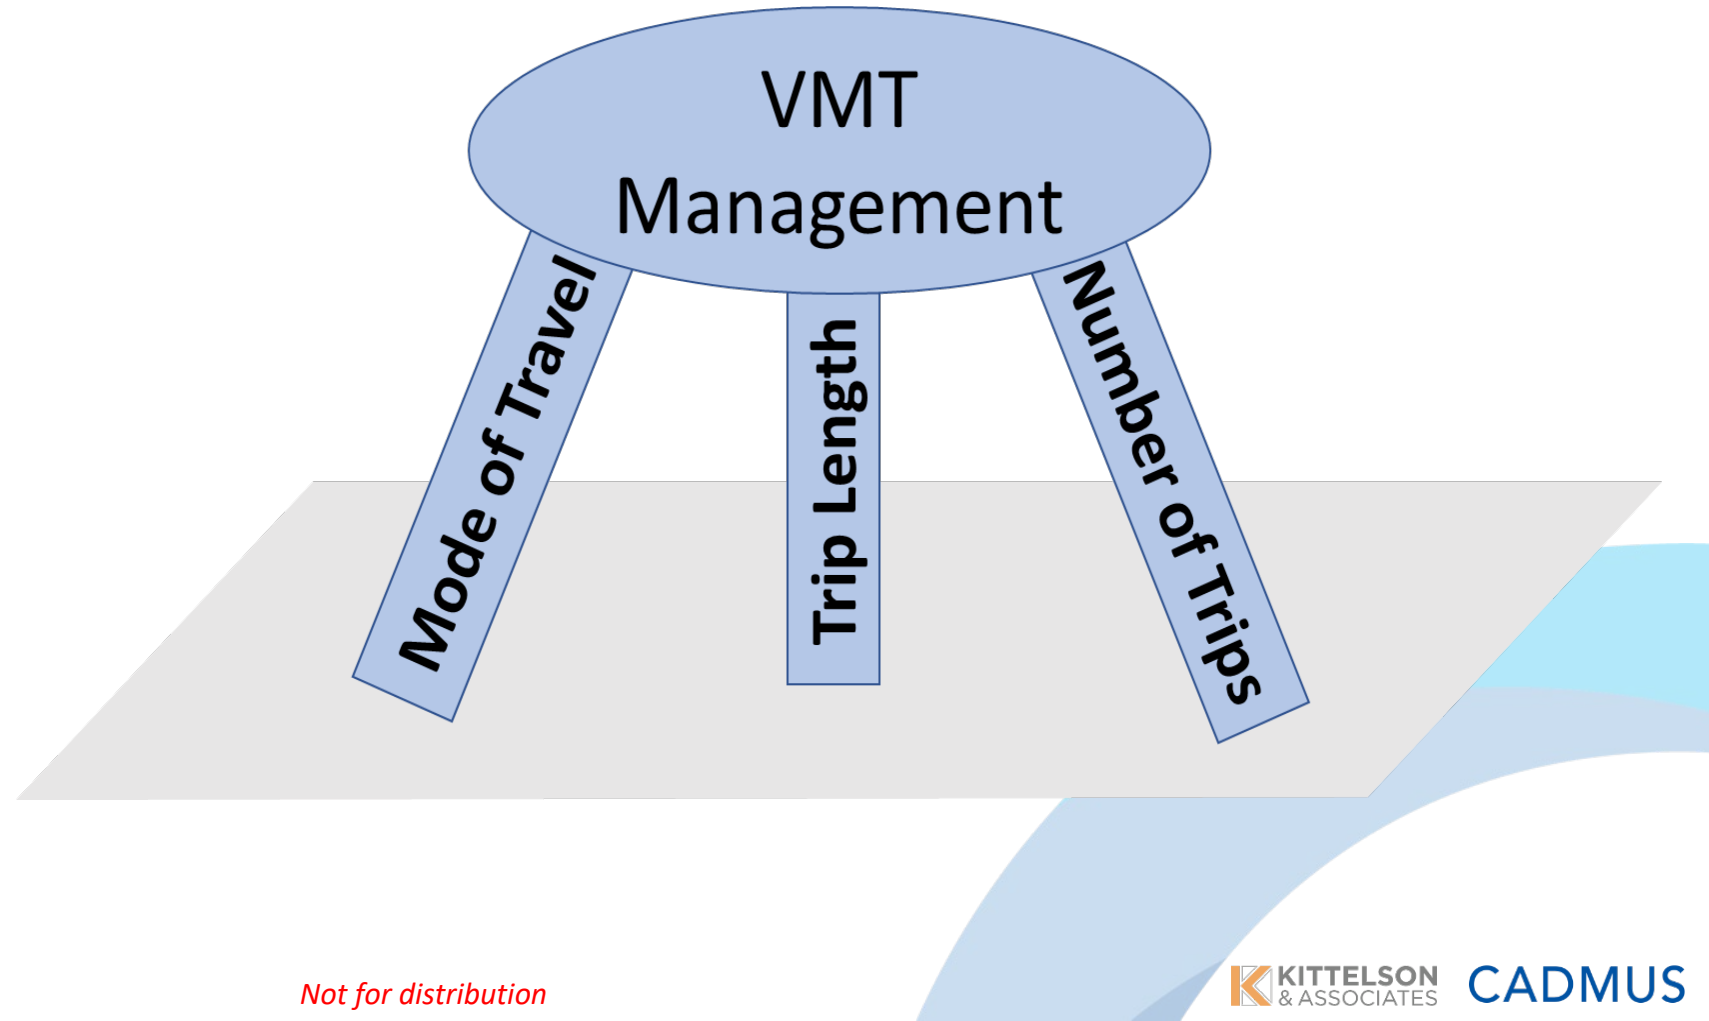 VMT
Management
Mode of Travel
Trip Length
Number of Trips
Not for distribution
KITTELSON
& ASSOCIATES
CADMUS